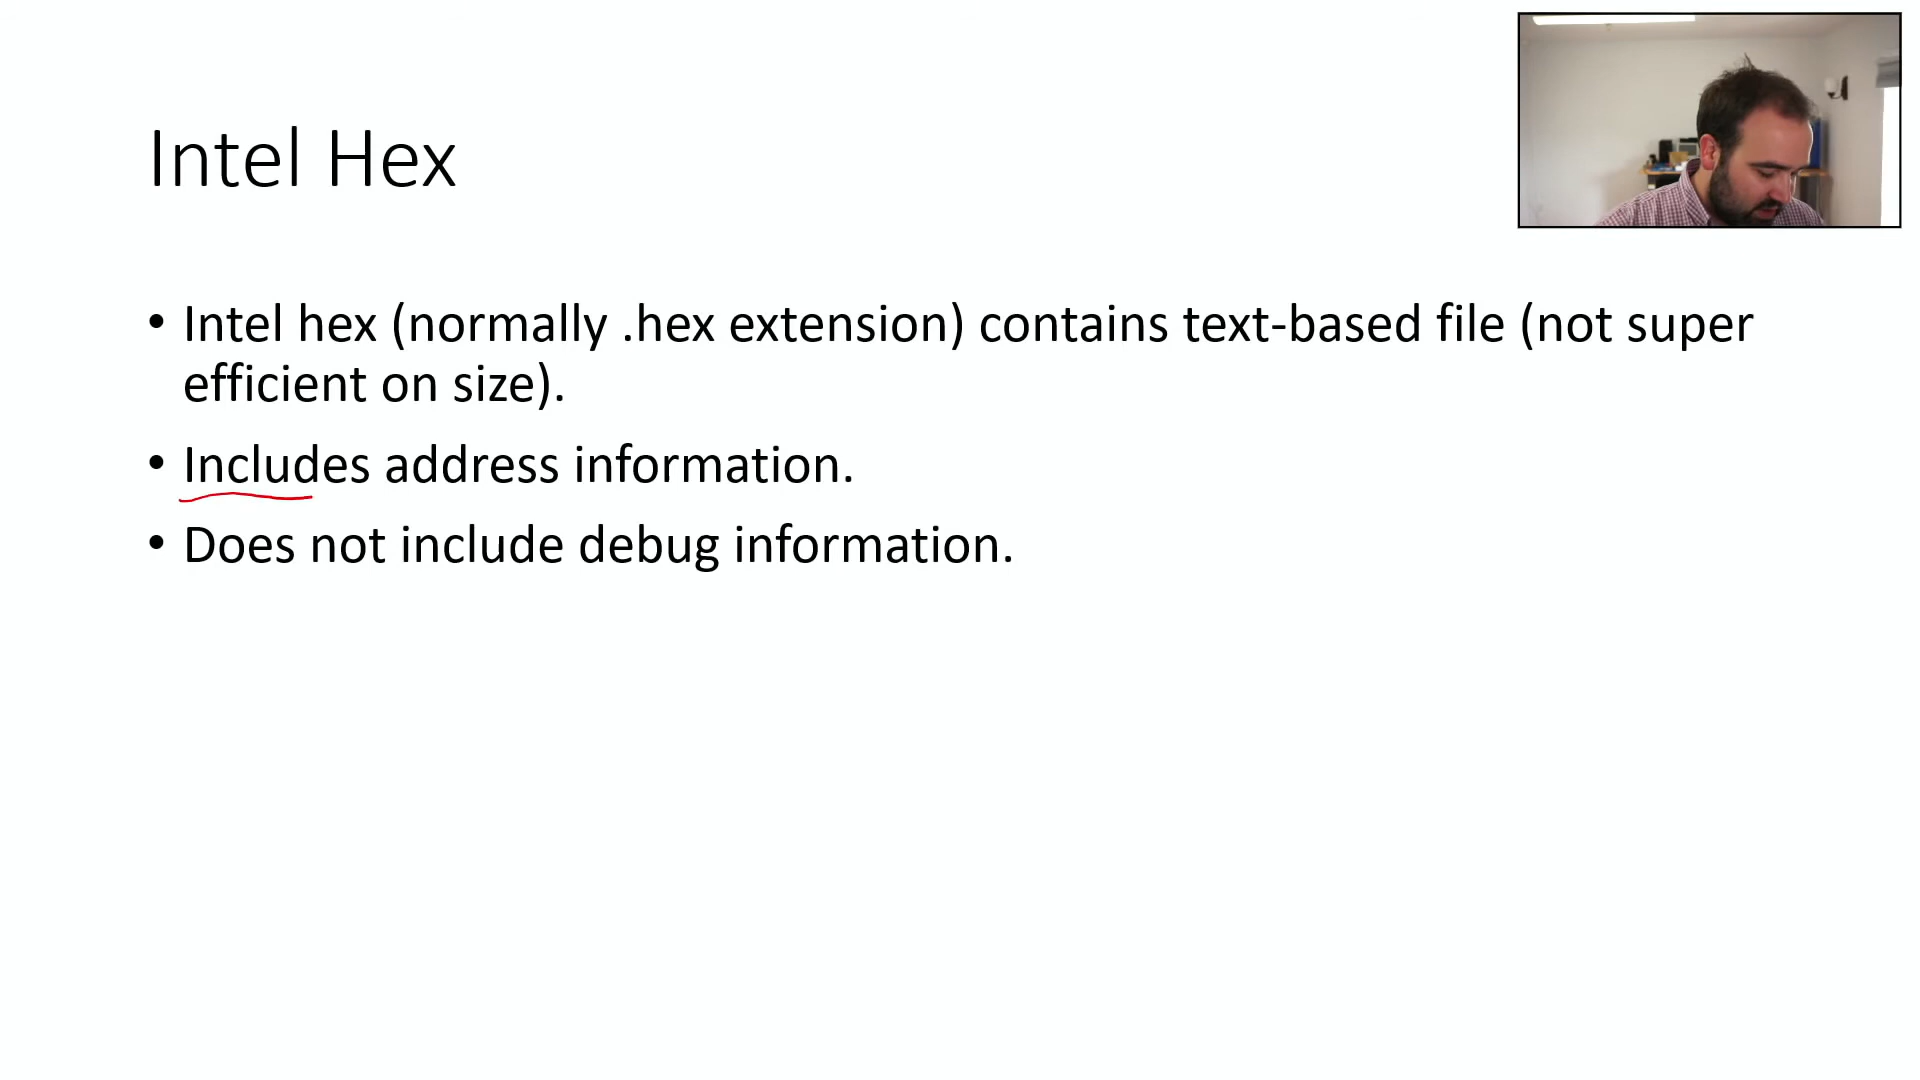 Intel Hex
• Intel hex (normally .hex extension) contains text-based file (not super
efficient on size).
• Includes address information.
• Does not include debug information.